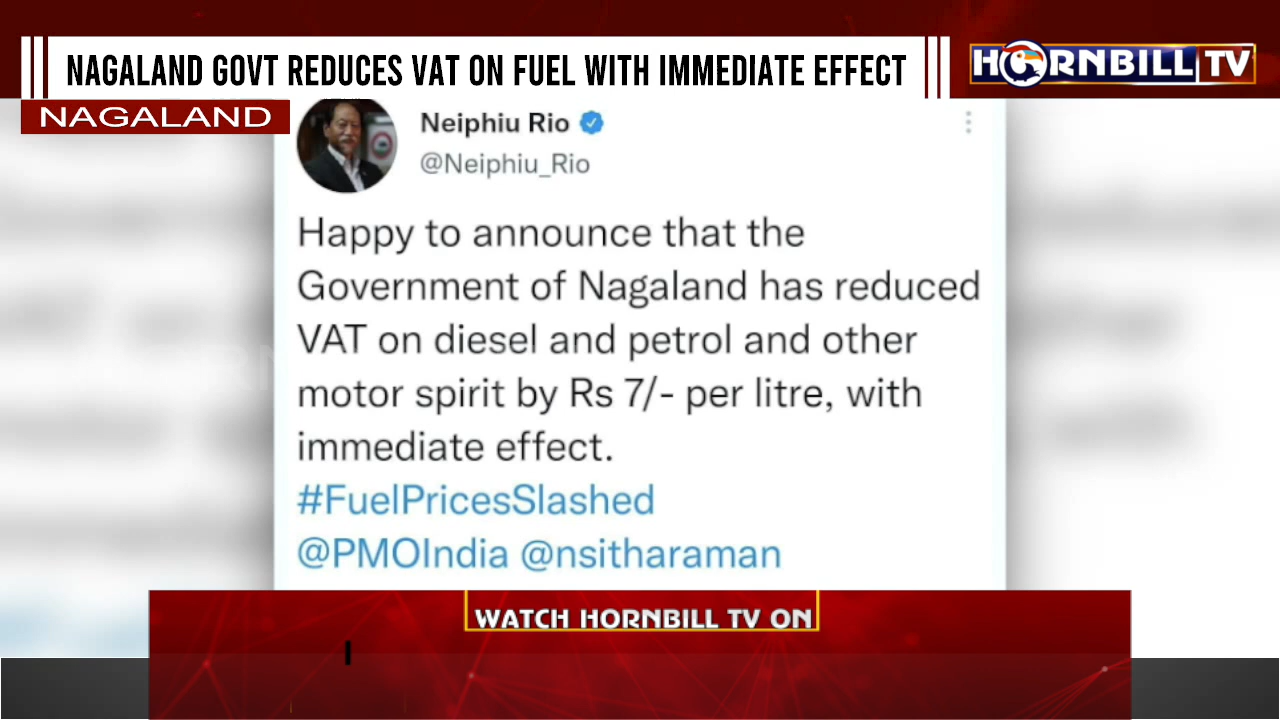 NAGALAND GOVT REDUCES VAT ON FUEL WITH IMMEDIATE EFFECT
HORNBILL TV
NAGALAND
Neiphiu Rio
@Neiphiu_Rio
Happy to announce that the
Government of Nagaland has reduced
VAT on diesel and petrol and other
motor spirit by Rs 7/- per litre, with
immediate effect.
#FuelPricesSlashed
@PMOIndia @nsitharaman
WATCH HORNBILL TV ON